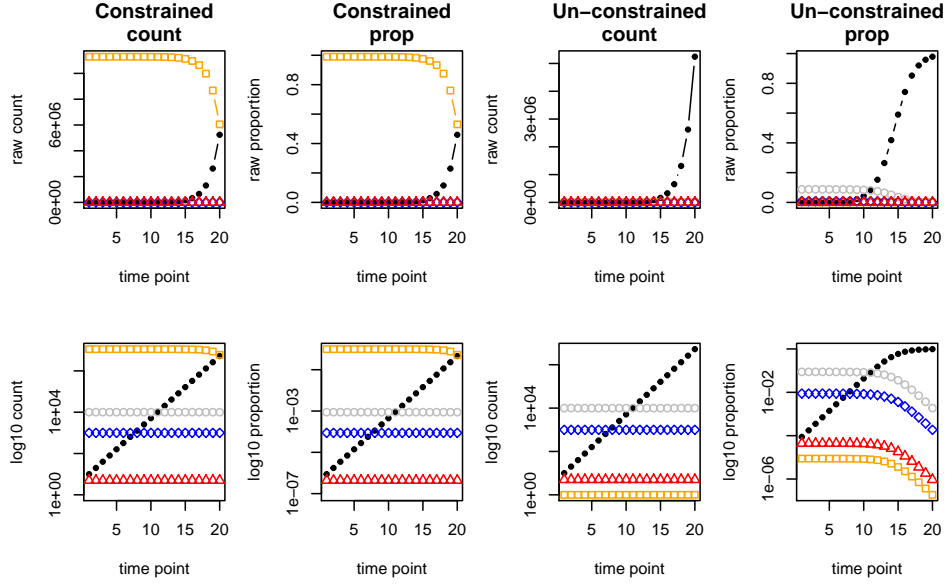 Constrained
count
Constrained
prop
Un−constrained
count
Un−constrained
prop
raw count
0e+00 6e+06
5 10 15 20
time point
raw proportion
0.0 0.4 0.8
5 10 15 20
time point
raw count
0e+00 3e+06
5 10 15 20
time point
raw proportion
0.0 0.4 0.8
5 10 15 20
time point
log10 count
1e+00 1e+04
5 10 15 20
time point
log10 proportion
1e−07 1e−03
5 10 15 20
time point
log10 count
1e+00 1e+04
5 10 15 20
time point
log10 proportion
1e−06 1e−02
5 10 15 20
time point